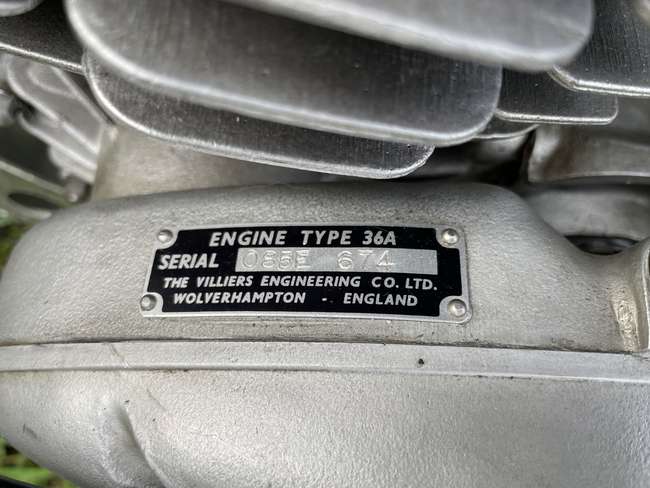 ENGINE TYPE 36A
SERIAL 085E 674
THE VILLIERS ENGINEERING CO. LTD.
WOLVERHAMPTON - ENGLAND